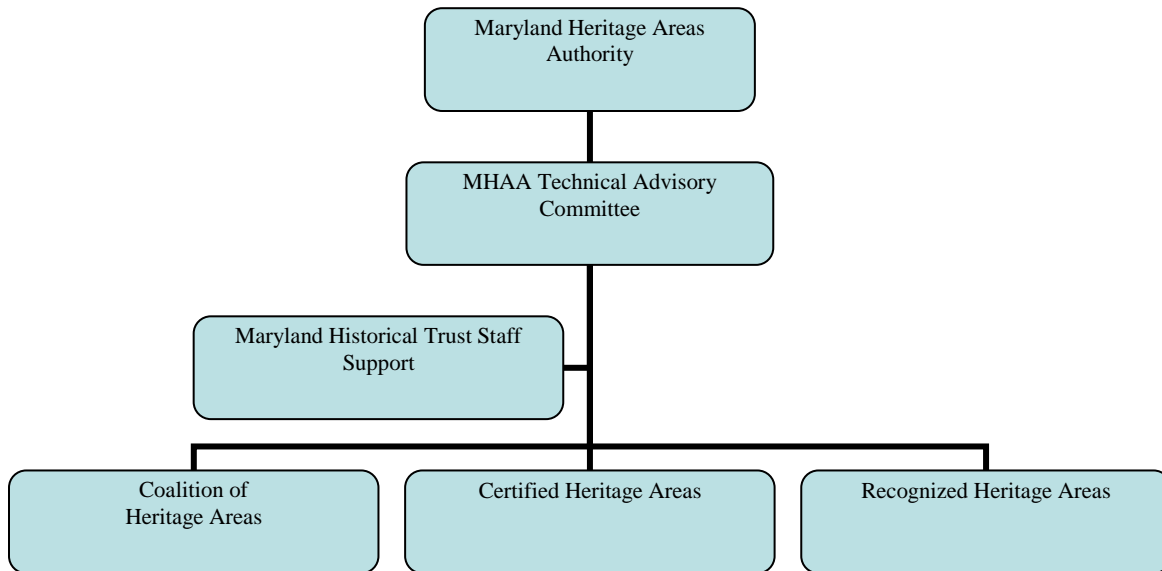 Maryland Heritage Areas
Authority
MHAA Technical Advisory
Committee
Maryland Historical Trust Staff
Support
Coalition of
Heritage Areas
Certified Heritage Areas
Recognized Heritage Areas